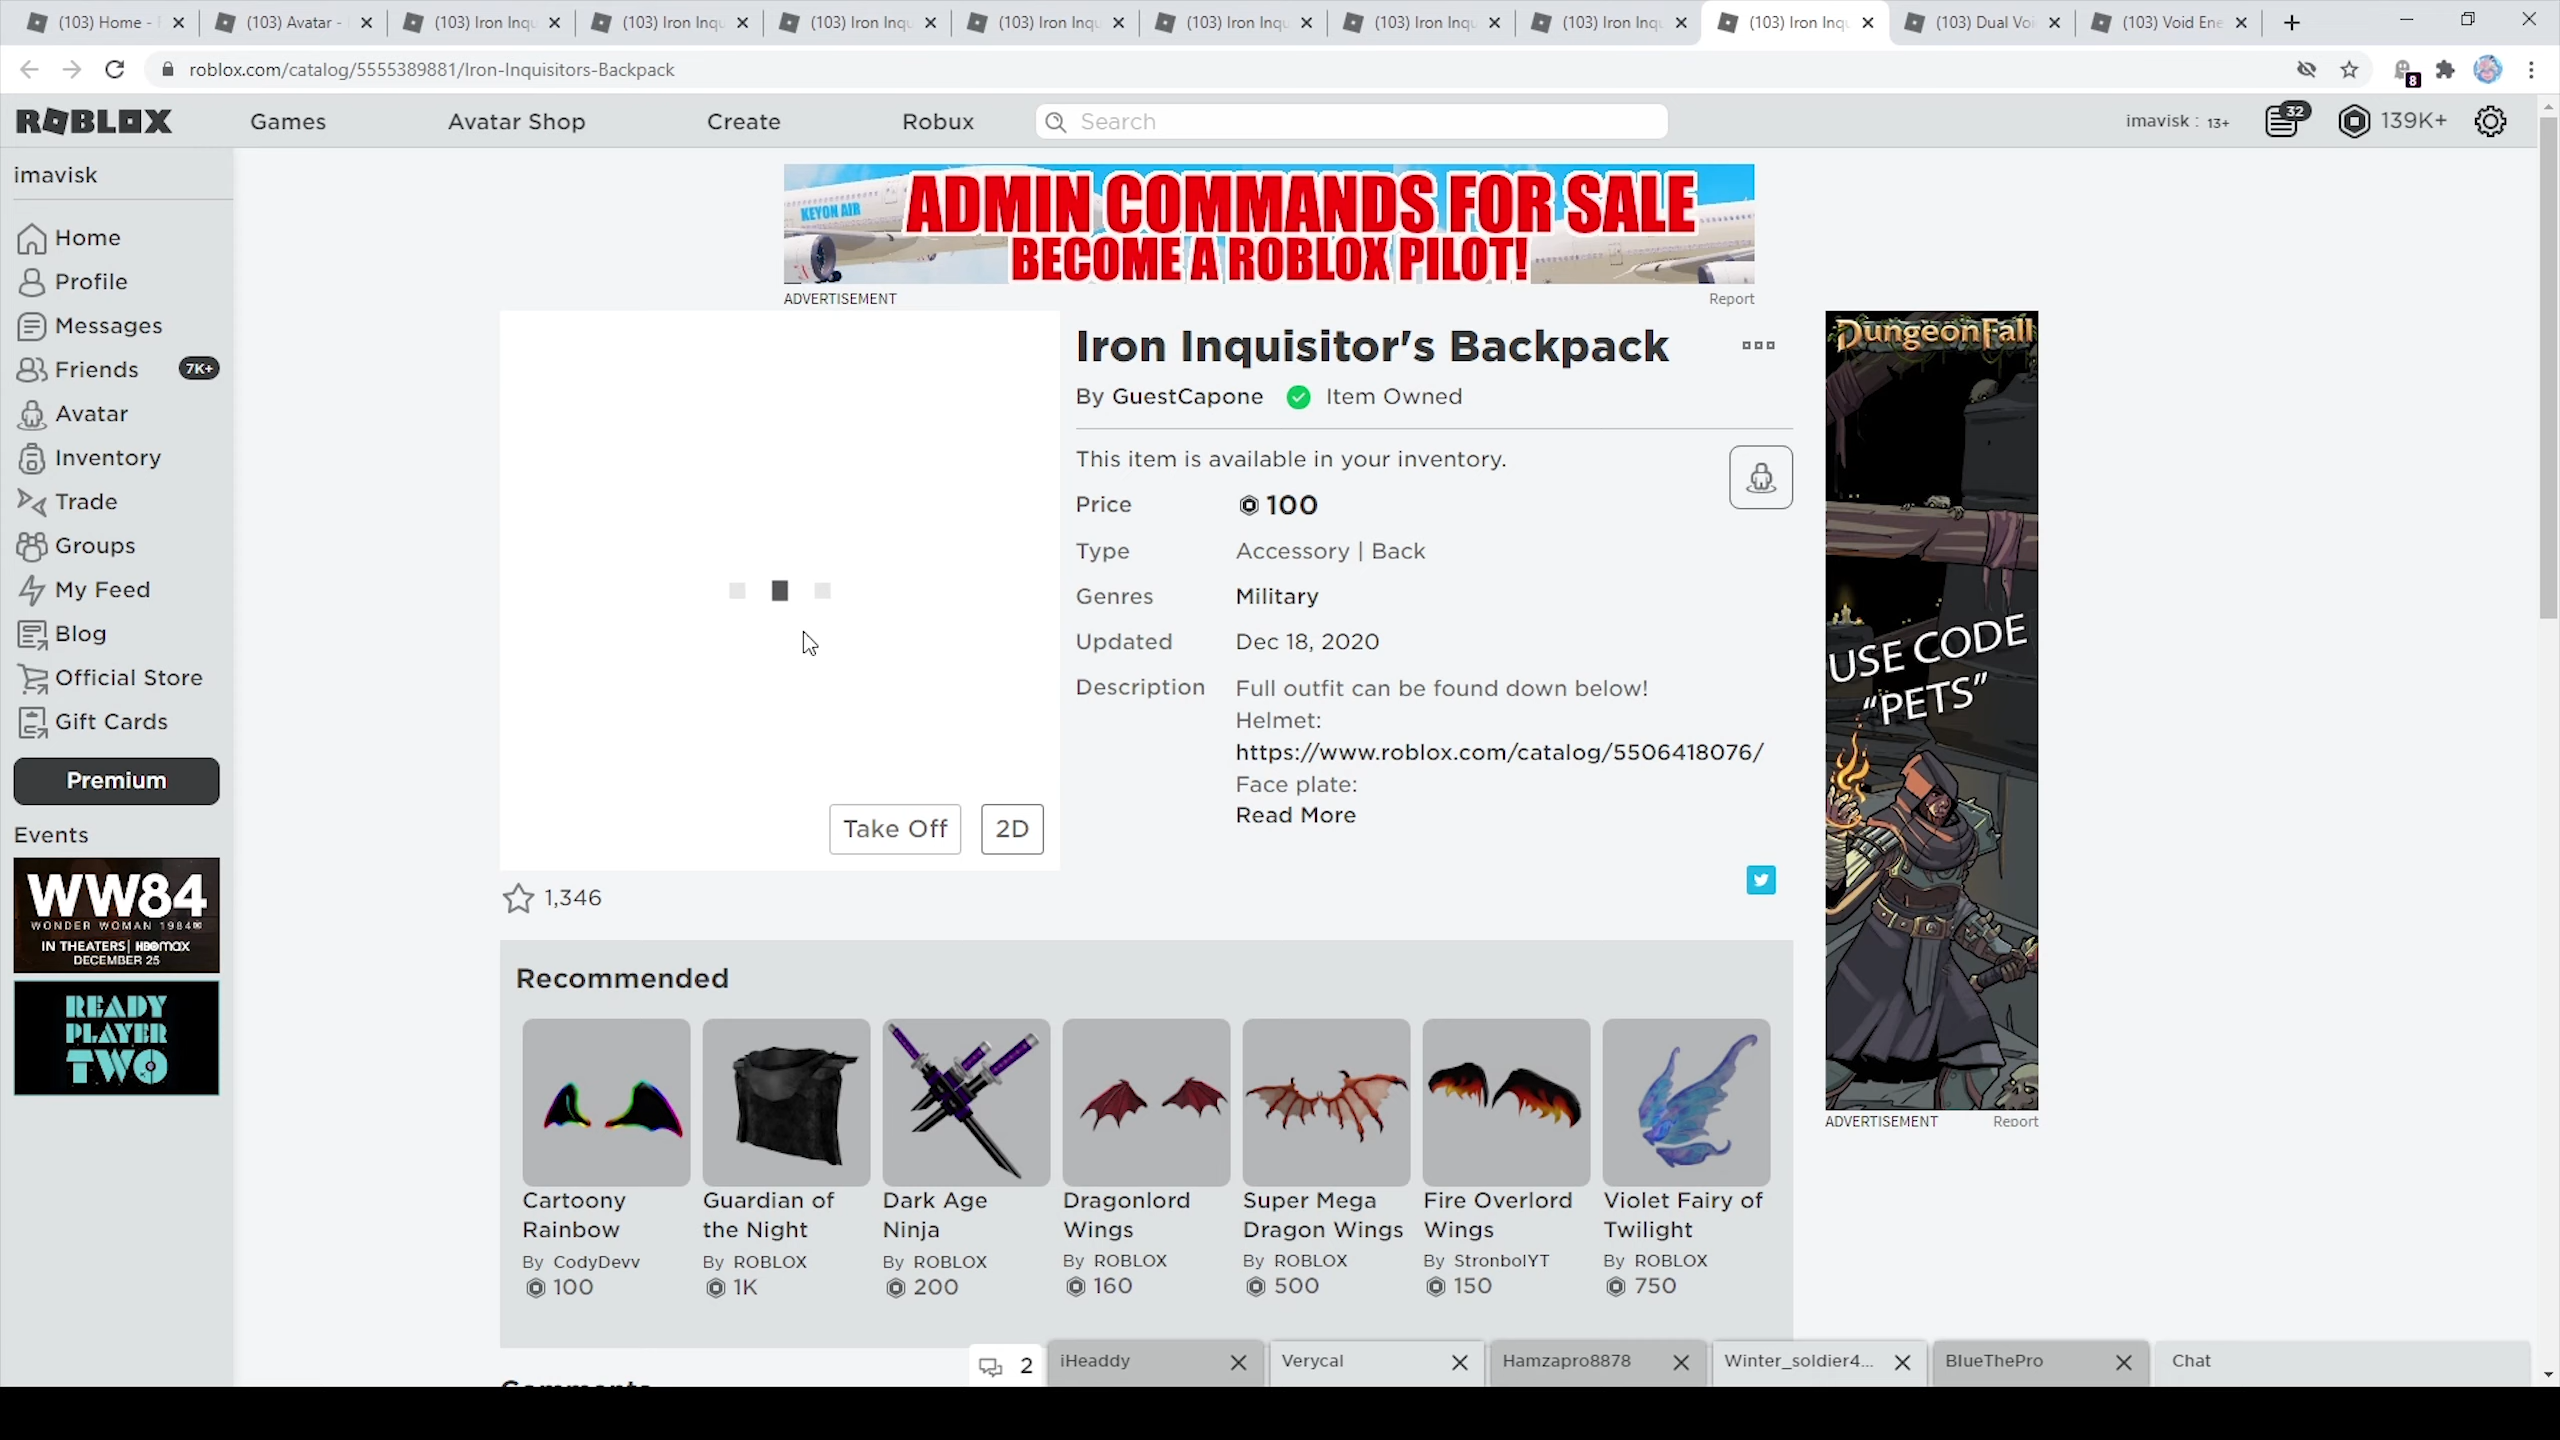 (103) Home -
(103) Avatar -
(103) Iron Inqu
(103) Iron Inqu
(103) Iron Inqu
(103) Iron Inqu
(103) Iron Inqu
(103) Iron Inqu
(103) Iron Inqu
(103) Iron Inqu
(103) Dual Voi
(103) Void Ene
roblox.com/catalog/5555389881/Iron-Inquisitors-Backpack
8
ROBLOX
Games
Avatar Shop
Create
Robux
Search
imavisk : 13+
32
139K+
imavisk
Home
Profile
Messages
Friends 7K+
Avatar
Inventory
Trade
Groups
My Feed
Blog
Official Store
Gift Cards
Premium
Events
WW84
WONDER WOMAN 1984
IN THEATERS | HBOmax
DECEMBER 25
READY
PLAYER
TWO
KEYON AIR
ADMIN COMMANDS FOR SALE
BECOME A ROBLOX PILOT!
ADVERTISEMENT
Report
Take Off
2D
1,346
Iron Inquisitor's Backpack
By GuestCapone Item Owned
This item is available in your inventory.
Price 100
Type Accessory | Back
Genres Military
Updated Dec 18, 2020
Description Full outfit can be found down below!
Helmet:
https://www.roblox.com/catalog/5506418076/
Face plate:
Read More
DungeonFall
USE CODE
“PETS”
ADVERTISEMENT
Report
Recommended
Cartoony
Rainbow
By CodyDevv
100
Guardian of
the Night
By ROBLOX
1K
Dark Age
Ninja
By ROBLOX
200
Dragonlord
Wings
By ROBLOX
160
Super Mega
Dragon Wings
By ROBLOX
500
Fire Overlord
Wings
By StronbolYT
150
Violet Fairy of
Twilight
By ROBLOX
750
Comments
2
iHeaddy
Verycal
Hamzapro8878
Winter_soldier4...
BlueThePro
Chat